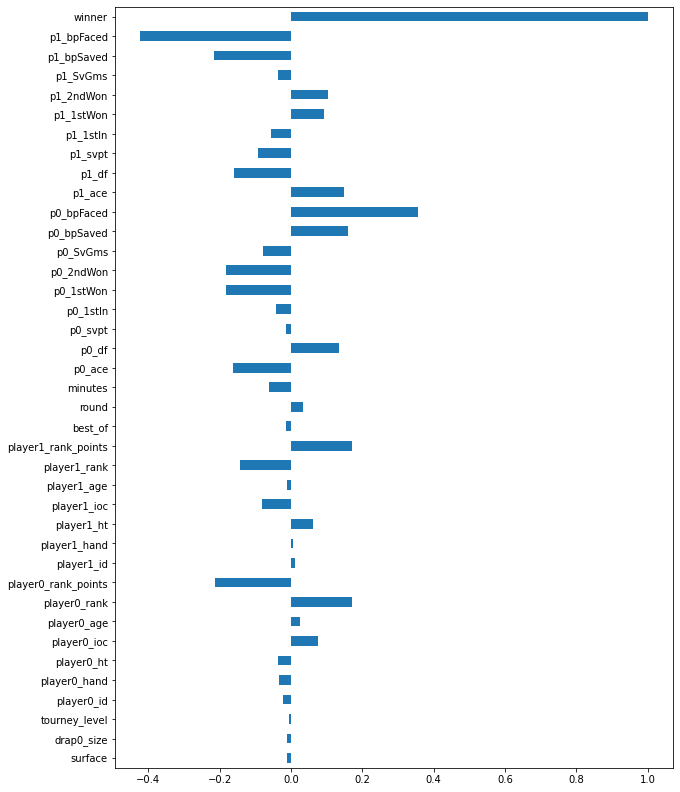 winner
p1_bpFaced
p1_bpSaved
p1_SvGms
p1_2ndWon
p1_1stWon
p1_1stIn
p1_svpt
p1_df
p1_ace
p0_bpFaced
p0_bpSaved
p0_SvGms
p0_2ndWon
p0_1stWon
p0_1stIn
p0_svpt
p0_df
p0_ace
minutes
round
best_of
player1_rank_points
player1_rank
player1_age
player1_ioc
player1_ht
player1_hand
player1_id
player0_rank_points
player0_rank
player0_age
player0_ioc
player0_ht
player0_hand
player0_id
tourney_level
drap0_size
surface
−0.4 −0.2 0.0 0.2 0.4 0.6 0.8 1.0